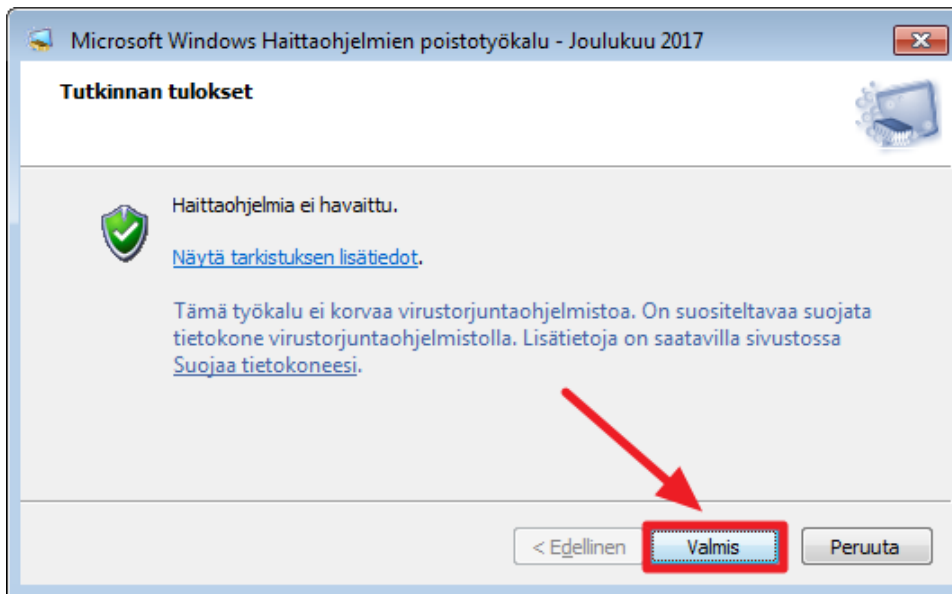 Microsoft Windows Haittaohjelmien poistotyökalu - Joulukuu 2017
Tutkinnan tulokset
Haittaohjelmia ei havaittu.
Näytä tarkistuksen lisätiedot.
Tämä työkalu ei korvaa virustorjuntaohjelmistoa. On suositeltavaa suojata
tietokone virustorjuntaohjelmistolla. Lisätietoja on saatavilla sivustossa
Suojaa tietokoneesi.
< Edellinen
Valmis
Peruuta